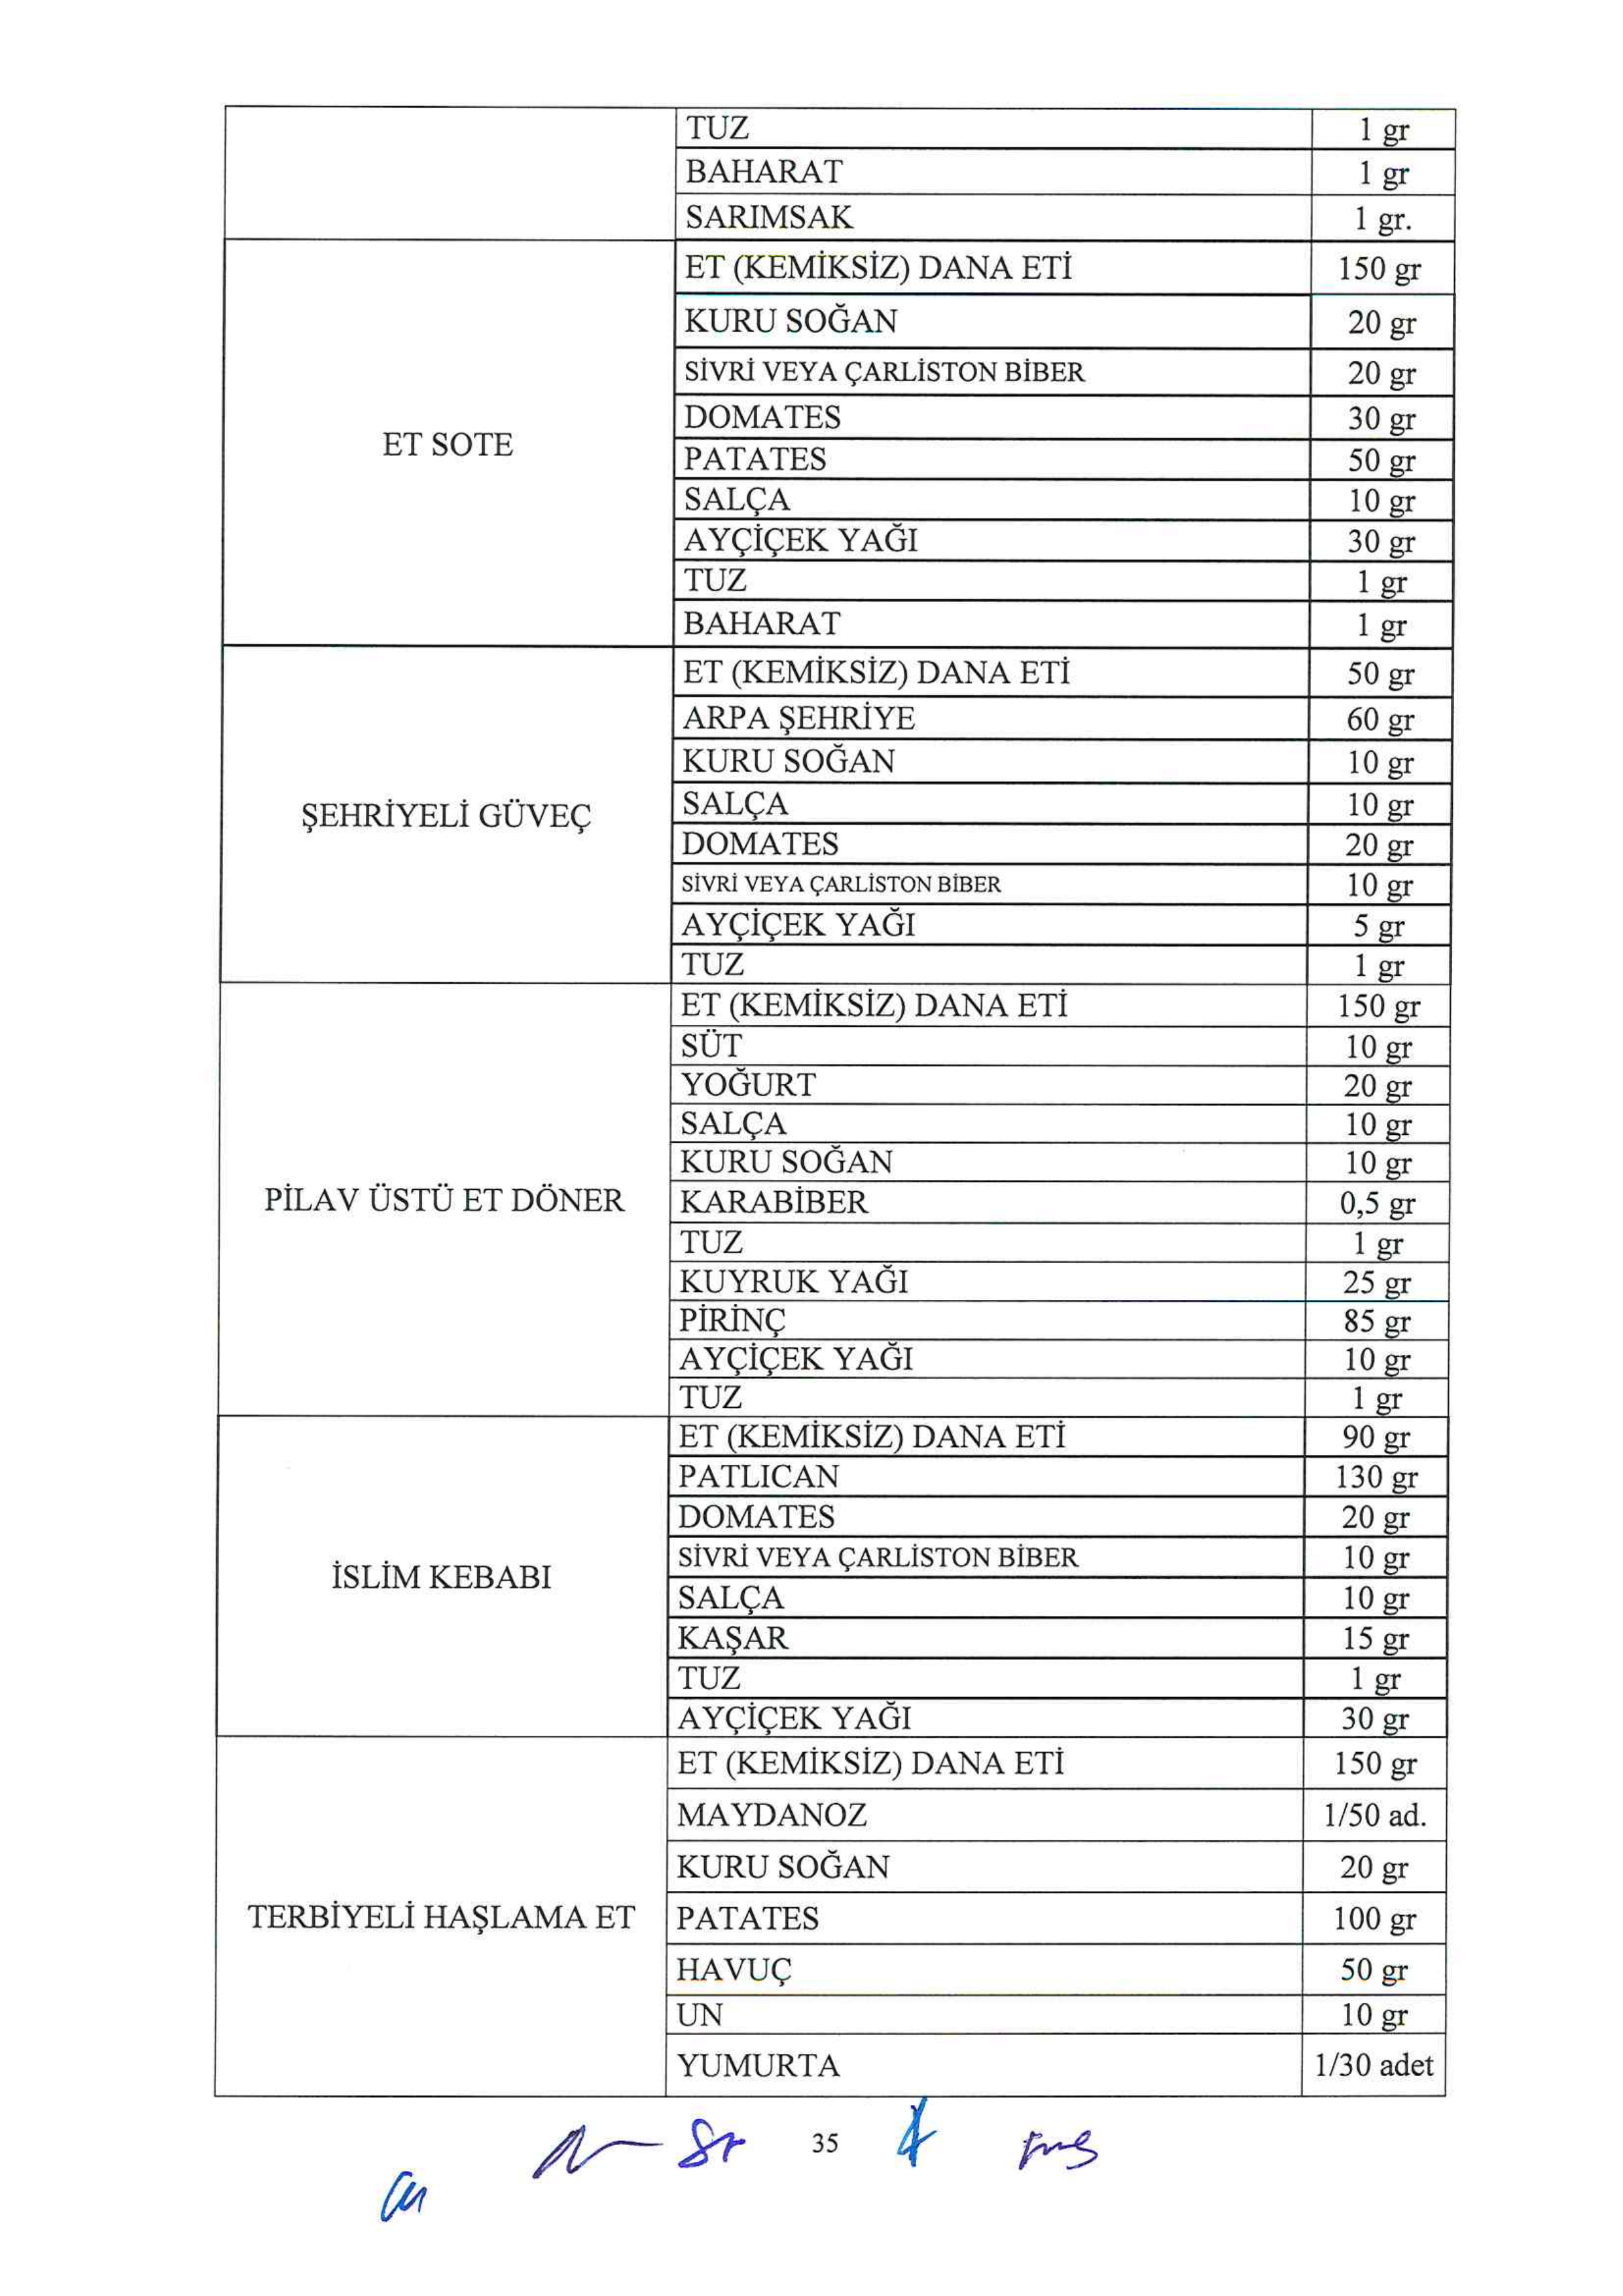 TUZ 1 gr
BAHARAT 1 gr
SARIMSAK 1 gr.
ET SOTE
ET (KEMİKSİZ) DANA ETİ 150 gr
KURU SOĞAN 20 gr
SİVRİ VEYA ÇARLİSTON BİBER 20 gr
DOMATES 30 gr
PATATES 50 gr
SALÇA 10 gr
AYÇİÇEK YAĞI 30 gr
TUZ 1 gr
BAHARAT 1 gr
ŞEHRİYELİ GÜVEÇ
ET (KEMİKSİZ) DANA ETİ 50 gr
ARPA ŞEHRİYE 60 gr
KURU SOĞAN 10 gr
SALÇA 10 gr
DOMATES 20 gr
SİVRİ VEYA ÇARLİSTON BİBER 10 gr
AYÇİÇEK YAĞI 5 gr
TUZ 1 gr
PİLAV ÜSTÜ ET DÖNER
ET (KEMİKSİZ) DANA ETİ 150 gr
SÜT 10 gr
YOĞURT 20 gr
SALÇA 10 gr
KURU SOĞAN 10 gr
KARABİBER 0,5 gr
TUZ 1 gr
KUYRUK YAĞI 25 gr
PİRİNÇ 85 gr
AYÇİÇEK YAĞI 10 gr
TUZ 1 gr
İSLİM KEBABI
ET (KEMİKSİZ) DANA ETİ 90 gr
PATLICAN 130 gr
DOMATES 20 gr
SİVRİ VEYA ÇARLİSTON BİBER 10 gr
SALÇA 10 gr
KAŞAR 15 gr
TUZ 1 gr
AYÇİÇEK YAĞI 30 gr
TERBİYELİ HAŞLAMA ET
ET (KEMİKSİZ) DANA ETİ 150 gr
MAYDANOZ 1/50 ad.
KURU SOĞAN 20 gr
PATATES 100 gr
HAVUÇ 50 gr
UN 10 gr
YUMURTA 1/30 adet
35